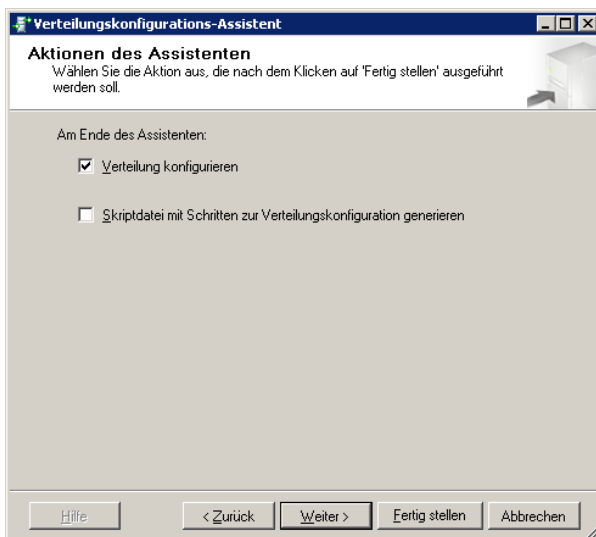 Verteilungskonfigurations-Assistent
Aktionen des Assistenten
Wählen Sie die Aktion aus, die nach dem Klicken auf 'Fertig stellen' ausgeführt
werden soll.
Am Ende des Assistenten:
Verteilung konfigurieren
Skriptdatei mit Schritten zur Verteilungskonfiguration generieren
Hilfe
< Zurück
Weiter >
Fertig stellen
Abbrechen